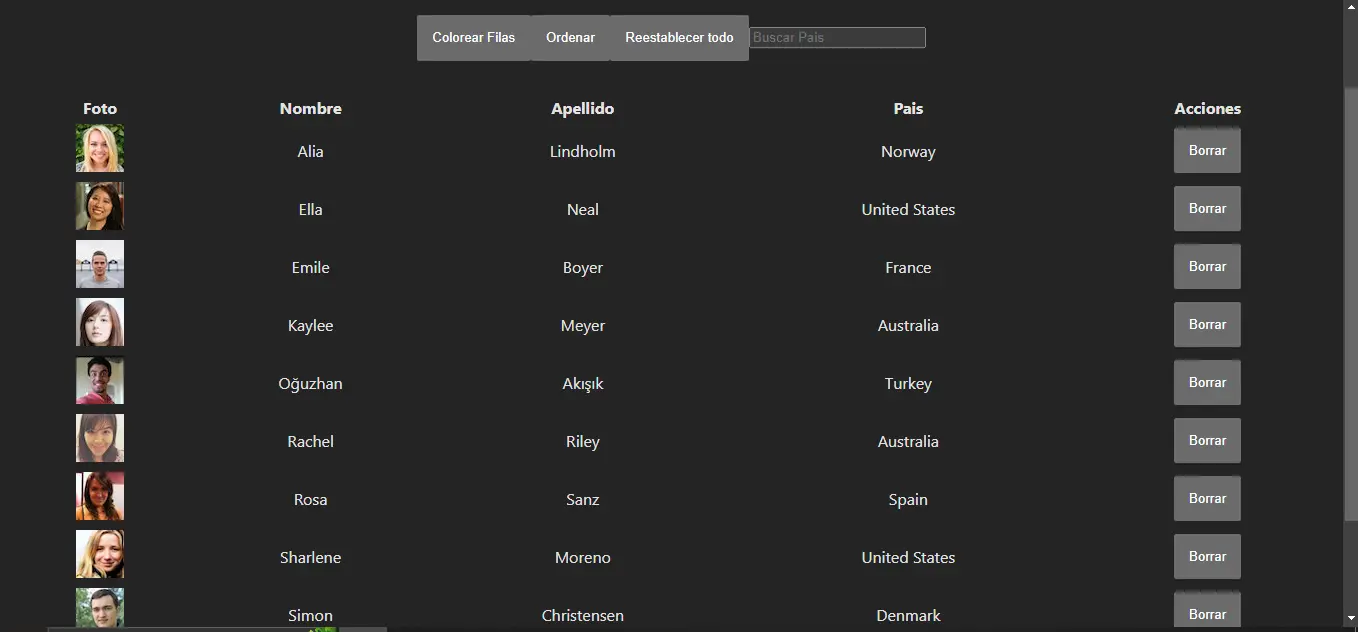 Colorear Filas Ordenar Reestablecer todo Buscar Pais
Foto Nombre Apellido Pais Acciones
Alia Lindholm Norway Borrar
Ella Neal United States Borrar
Emile Boyer France Borrar
Kaylee Meyer Australia Borrar
Oğuzhan Akışık Turkey Borrar
Rachel Riley Australia Borrar
Rosa Sanz Spain Borrar
Sharlene Moreno United States Borrar
Simon Christensen Denmark Borrar